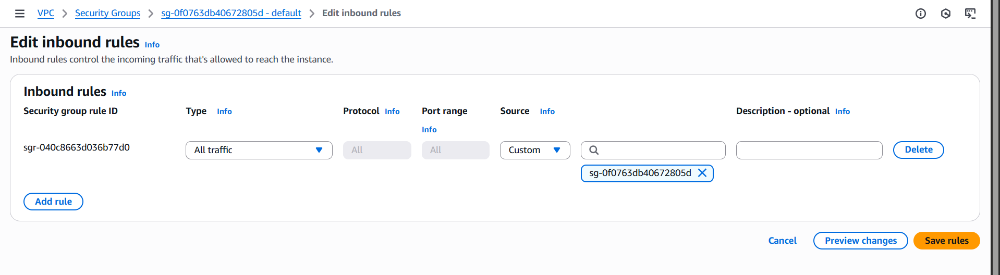 VPC > Security Groups > sg-0f0763db40672805d - default > Edit inbound rules
Edit inbound rules Info
Inbound rules control the incoming traffic that's allowed to reach the instance.
Inbound rules Info
Security group rule ID Type Info Protocol Info Port range Source Info Description - optional Info
Info
sgr-040c8663d036b77d0 All traffic All All Custom Delete
sg-0f0763db40672805d
Add rule
Cancel Preview changes Save rules